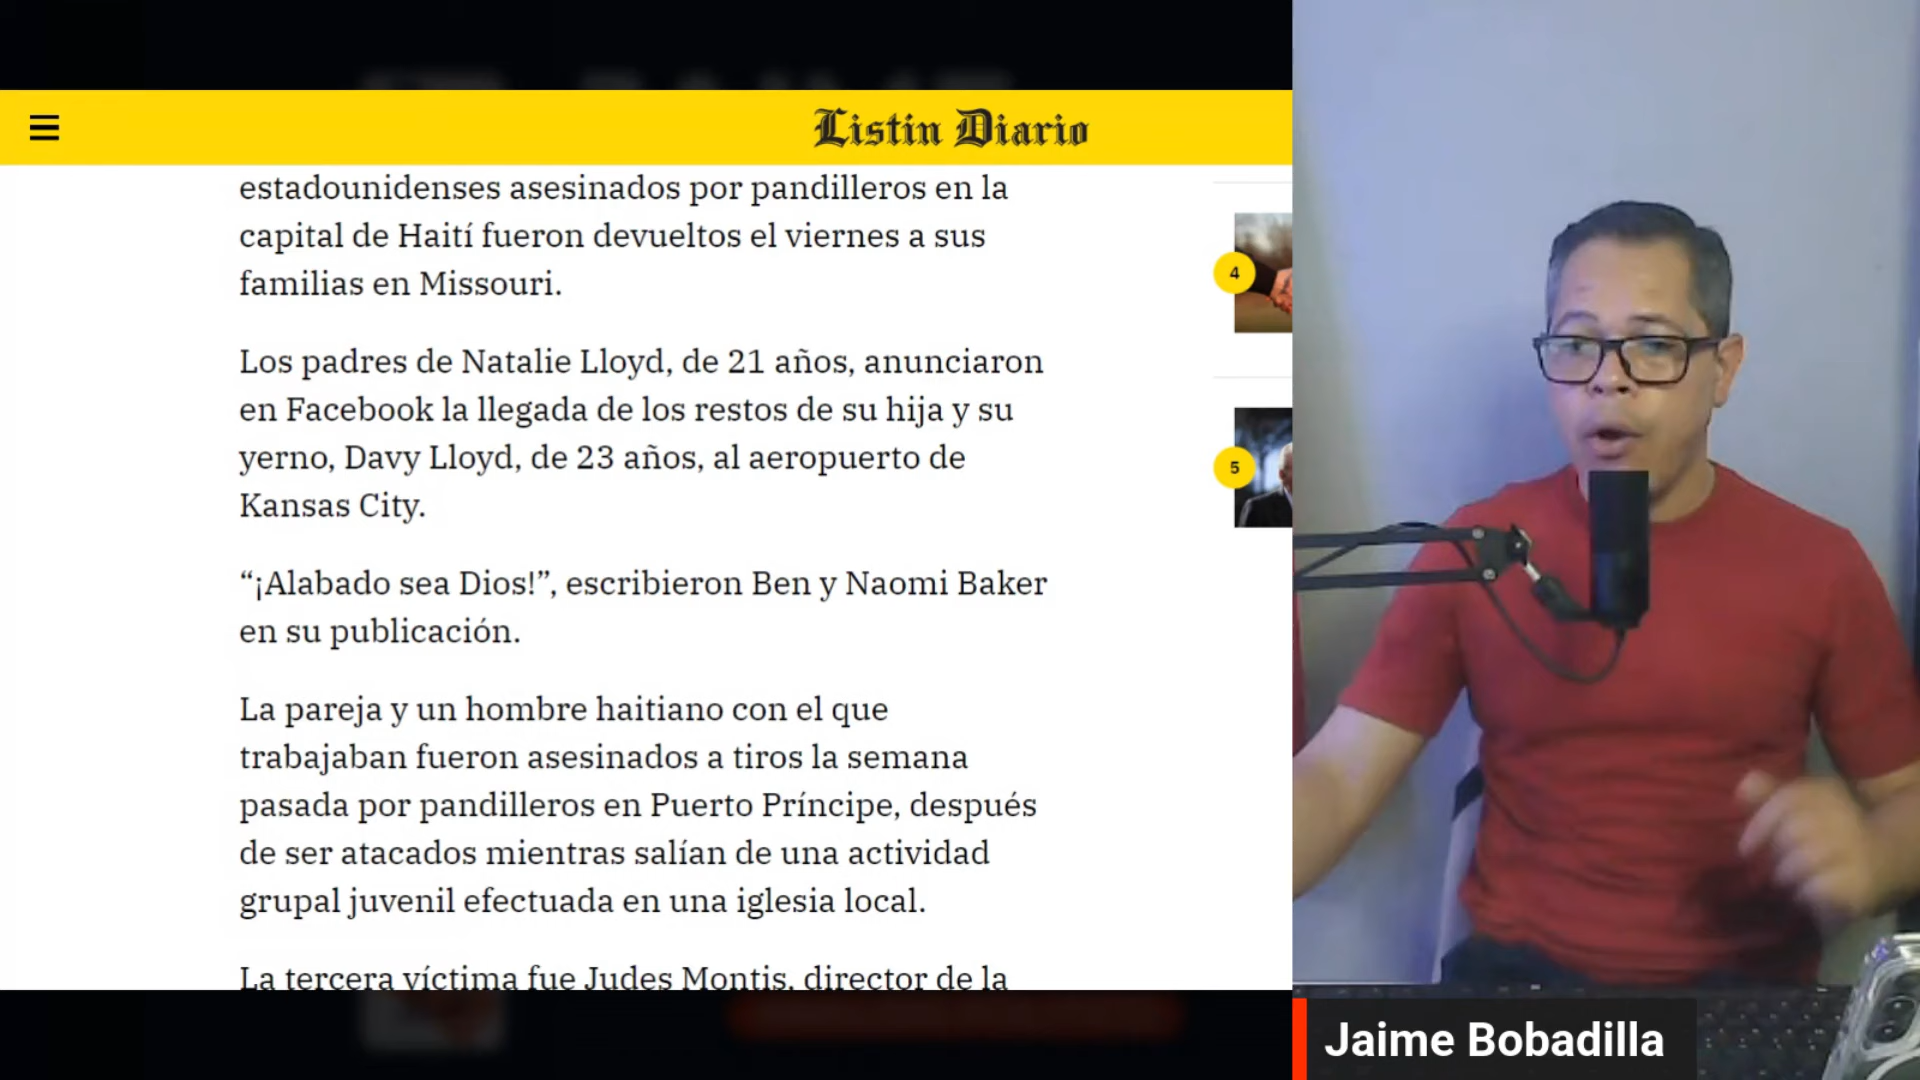 Listin Diario
estadounidenses asesinados por pandilleros en la
capital de Haití fueron devueltos el viernes a sus
familias en Missouri.
Los padres de Natalie Lloyd, de 21 años, anunciaron
en Facebook la llegada de los restos de su hija y su
yerno, Davy Lloyd, de 23 años, al aeropuerto de
Kansas City.
“¡Alabado sea Dios!”, escribieron Ben y Naomi Baker
en su publicación.
La pareja y un hombre haitiano con el que
trabajaban fueron asesinados a tiros la semana
pasada por pandilleros en Puerto Príncipe, después
de ser atacados mientras salían de una actividad
grupal juvenil efectuada en una iglesia local.
La tercera víctima fue Judes Montis, director de la
4
5
Jaime Bobadilla